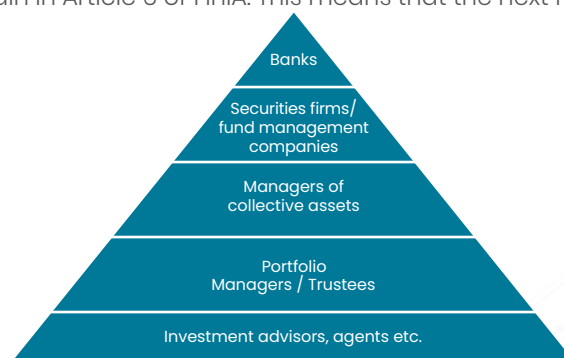 in Article 6 of FinIA. This means that the next
Banks
Securities firms/
fund management
companies
Managers of
collective assets
Portfolio
Managers / Trustees
Investment advisors, agents etc.